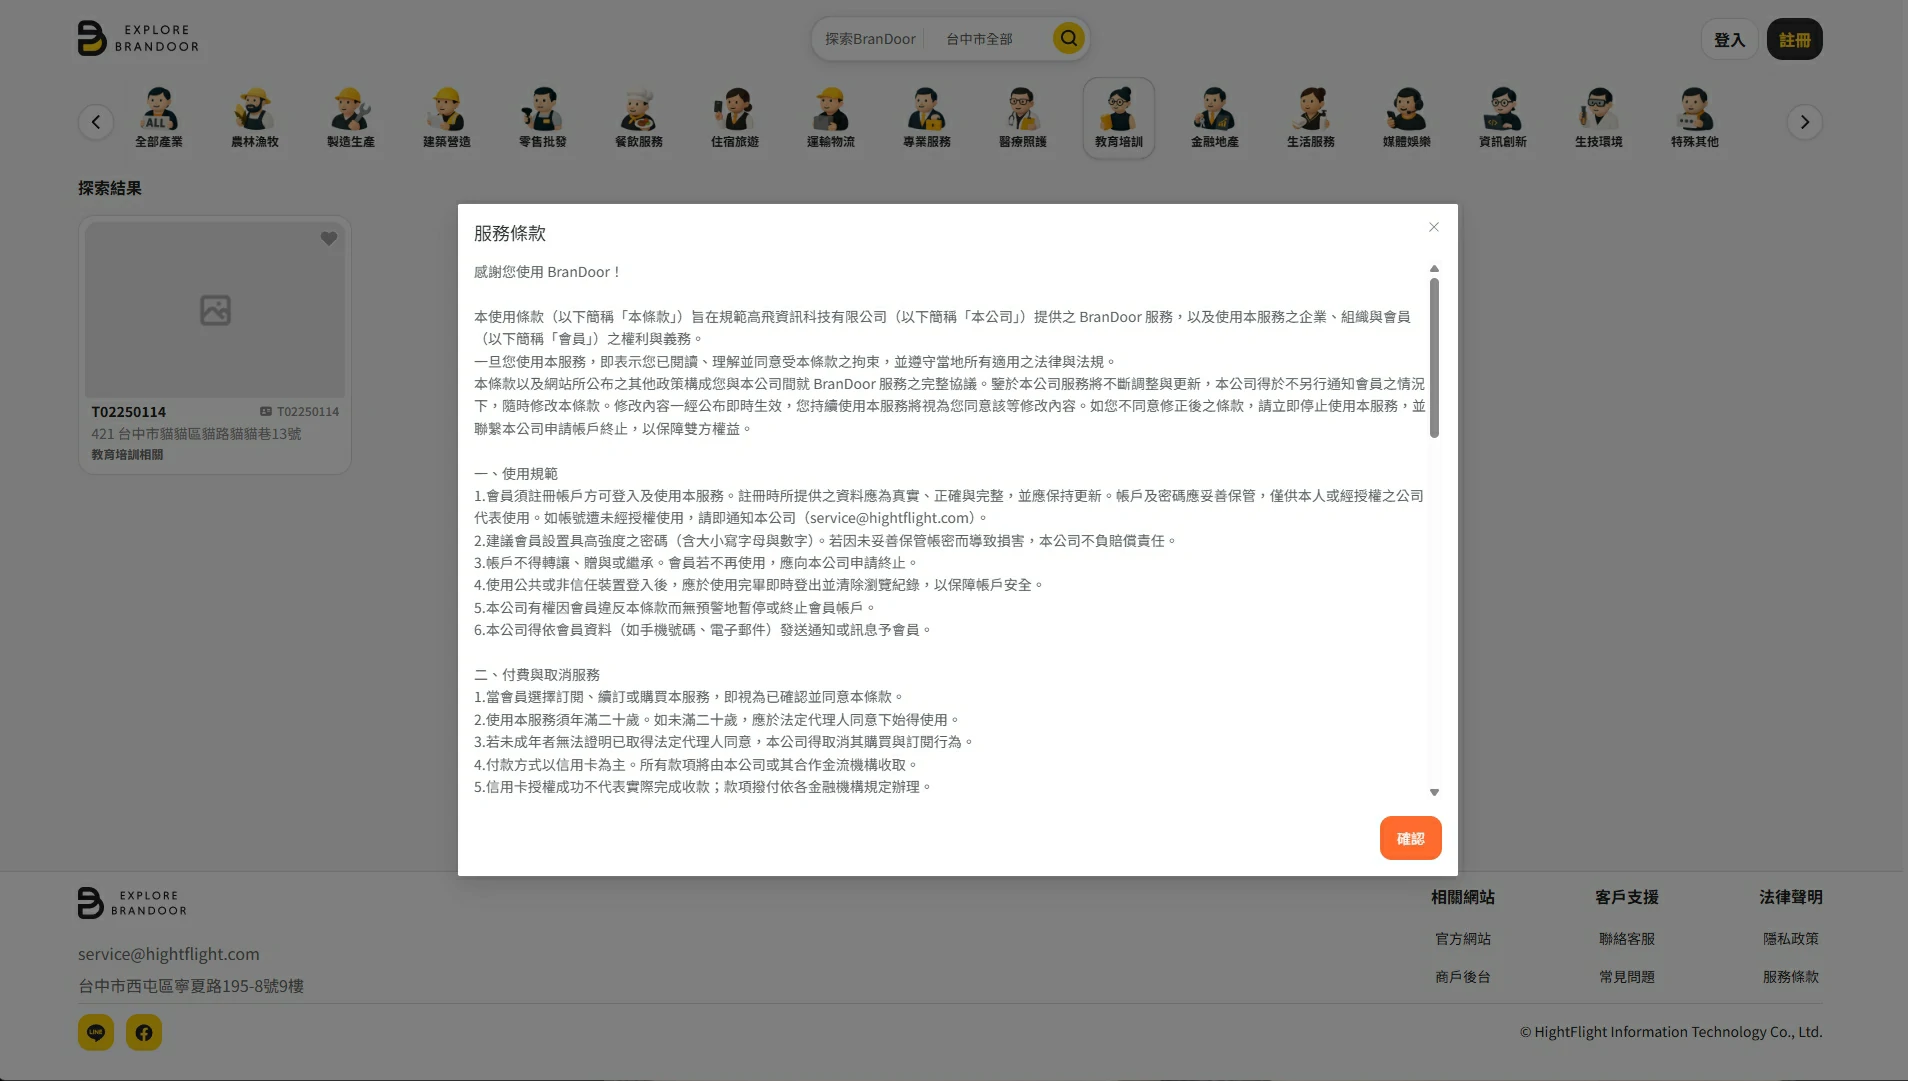 EXPLORE
BRANDOOR
探索BranDoor
台中市全部
登入
註冊
ALL
全部產業
農林漁牧
製造生產
建築營造
零售批發
餐飲服務
住宿旅遊
運輸物流
專業服務
醫療照護
教育培訓
金融地產
生活服務
媒體娛樂
資訊創新
生技環境
特殊其他
探索結果
T02250114
T02250114
421 台中市貓貓區貓路貓貓巷13號
教育培訓相關
服務條款
感謝您使用 BranDoor！
本使用條款（以下簡稱「本條款」）旨在規範高飛資訊科技有限公司（以下簡稱「本公司」）提供之 BranDoor 服務，以及使用本服務之企業、組織與會員
（以下簡稱「會員」）之權利與義務。
一旦您使用本服務，即表示您已閱讀、理解並同意受本條款之拘束，並遵守當地所有適用之法律與法規。
本條款以及網站所公布之其他政策構成您與本公司間就 BranDoor 服務之完整協議。鑒於本公司服務將不斷調整與更新，本公司得於不另行通知會員之情況
下，隨時修改本條款。修改內容一經公布即時生效，您持續使用本服務將視為您同意該等修改內容。如您不同意修正後之條款，請立即停止使用本服務，並
聯繫本公司申請帳戶終止，以保障雙方權益。
一、使用規範
1.會員須註冊帳戶方可登入及使用本服務。註冊時所提供之資料應為真實、正確與完整，並應保持更新。帳戶及密碼應妥善保管，僅供本人或經授權之公司
代表使用。如帳號遭未經授權使用，請即通知本公司（service@hightflight.com）。
2.建議會員設置具高強度之密碼（含大小寫字母與數字）。若因未妥善保管帳密而導致損害，本公司不負賠償責任。
3.帳戶不得轉讓、贈與或繼承。會員若不再使用，應向本公司申請終止。
4.使用公共或非信任裝置登入後，應於使用完畢即時登出並清除瀏覽紀錄，以保障帳戶安全。
5.本公司有權因會員違反本條款而無預警地暫停或終止會員帳戶。
6.本公司得依會員資料（如手機號碼、電子郵件）發送通知或訊息予會員。
二、付費與取消服務
1.當會員選擇訂閱、續訂或購買本服務，即視為已確認並同意本條款。
2.使用本服務須年滿二十歲。如未滿二十歲，應於法定代理人同意下始得使用。
3.若未成年者無法證明已取得法定代理人同意，本公司得取消其購買與訂閱行為。
4.付款方式以信用卡為主。所有款項將由本公司或其合作金流機構收取。
5.信用卡授權成功不代表實際完成收款；款項撥付依各金融機構規定辦理。
確認
EXPLORE
BRANDOOR
service@hightflight.com
台中市西屯區寧夏路195-8號9樓
LINE
相關網站
官方網站
商戶後台
客戶支援
聯絡客服
常見問題
法律聲明
隱私政策
服務條款
© HightFlight Information Technology Co., Ltd.